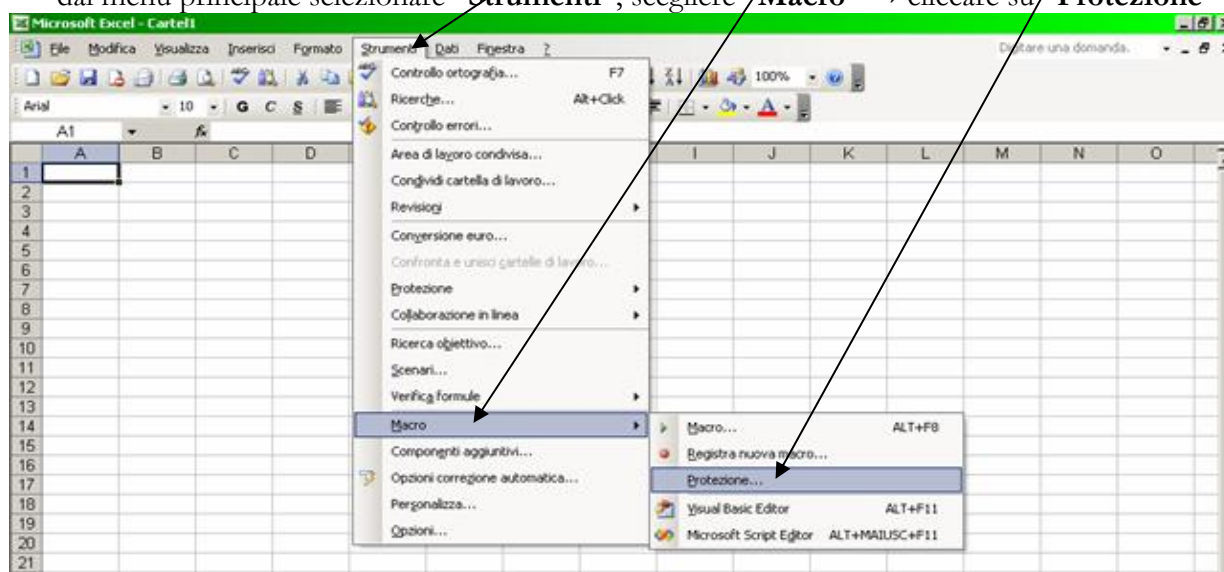 dal menù principale selezionare "Strumenti", scegliere "Macro" → cliccare su "Protezione"
Microsoft Excel - Cartel1
File Modifica Visualizza Inserisci Formato Strumenti Dati Finestra ? Digitare una domanda.
100%
Arial 10 G C S
A1 fx
A B C D I J K L M N O
1
2
3
4
5
6
7
8
9
10
11
12
13
14
15
16
17
18
19
20
21
Controllo ortografia... F7
Ricerche... Alt+Click
Controllo errori...
Area di lavoro condivisa...
Condividi cartella di lavoro...
Revisioni
Conversione euro...
Confronta e unisci cartelle di lavoro...
Protezione
Collaborazione in linea
Ricerca obiettivo...
Scenari...
Verifica formule
Macro
Componenti aggiuntivi...
Opzioni correzione automatica...
Personalizza...
Opzioni...
Macro... ALT+F8
Registra nuova macro...
Protezione...
Visual Basic Editor ALT+F11
Microsoft Script Editor ALT+MAIUSC+F11